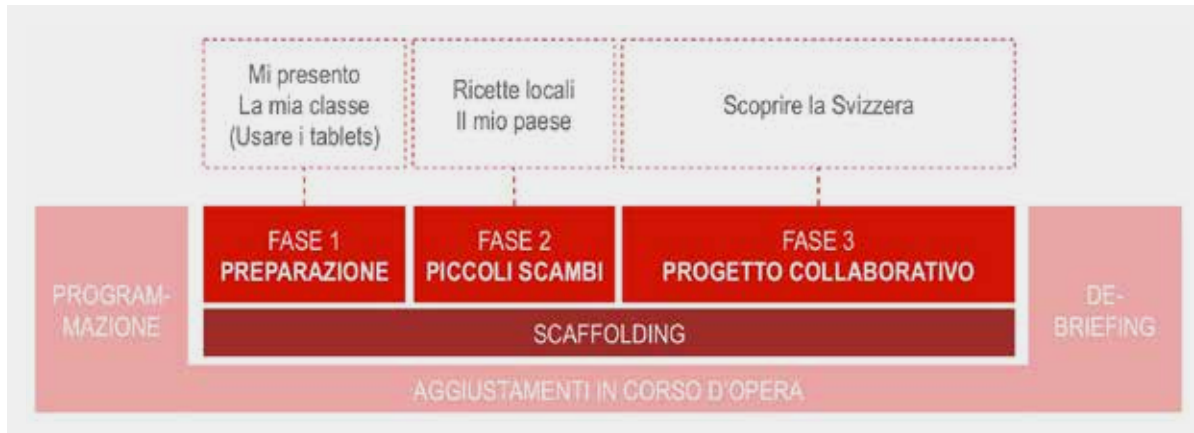 Mi presento
La mia classe
(Usare i tablets)
Ricette locali
Il mio paese
Scoprire la Svizzera
PROGRAM-
MAZIONE
FASE 1
PREPARAZIONE
FASE 2
PICCOLI SCAMBI
FASE 3
PROGETTO COLLABORATIVO
SCAFFOLDING
DE-
BRIEFING
AGGIUSTAMENTI IN CORSO D'OPERA